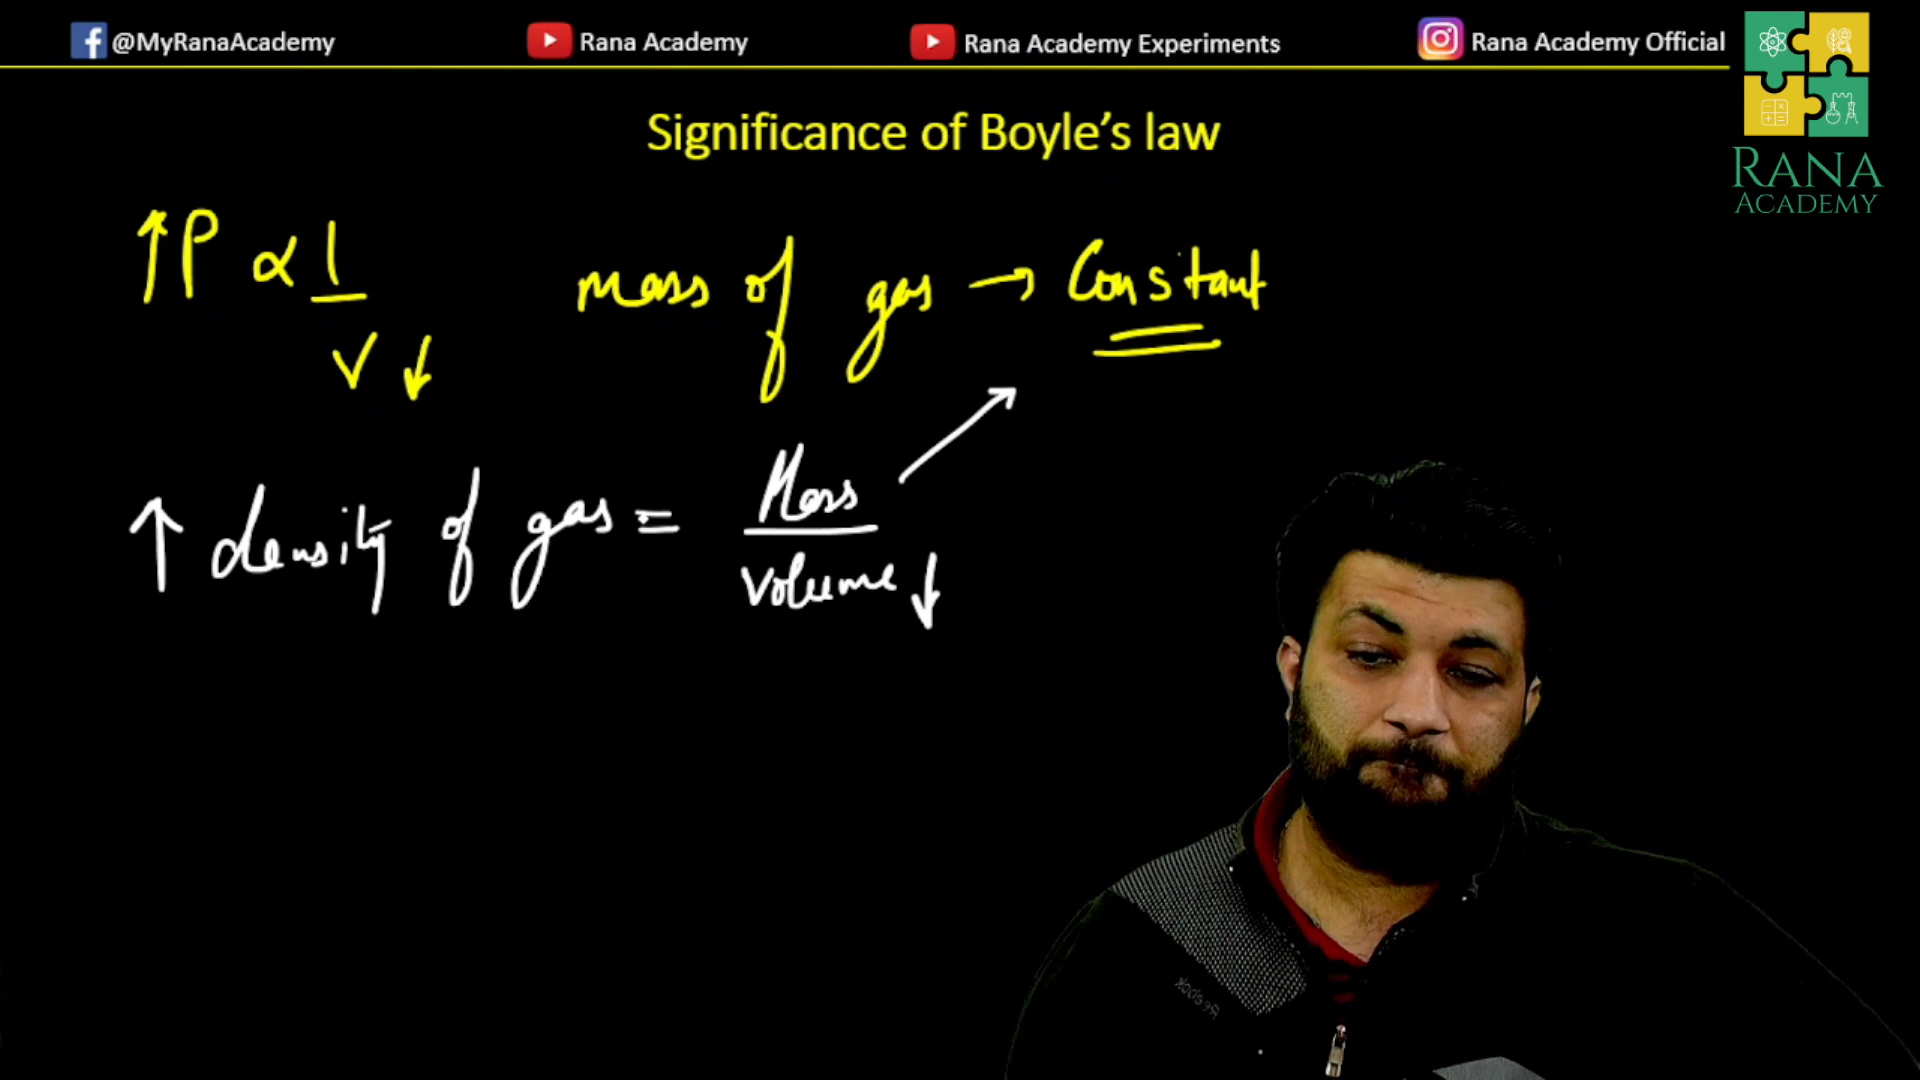 @MyRanaAcademy
Rana Academy
Rana Academy Experiments
Rana Academy Official
RANA
ACADEMY
Significance of Boyle's law
↑P ∝ 1
V ↓
mass of gas → Constant
↑ density of gas = Mass
volume ↓
Reebok